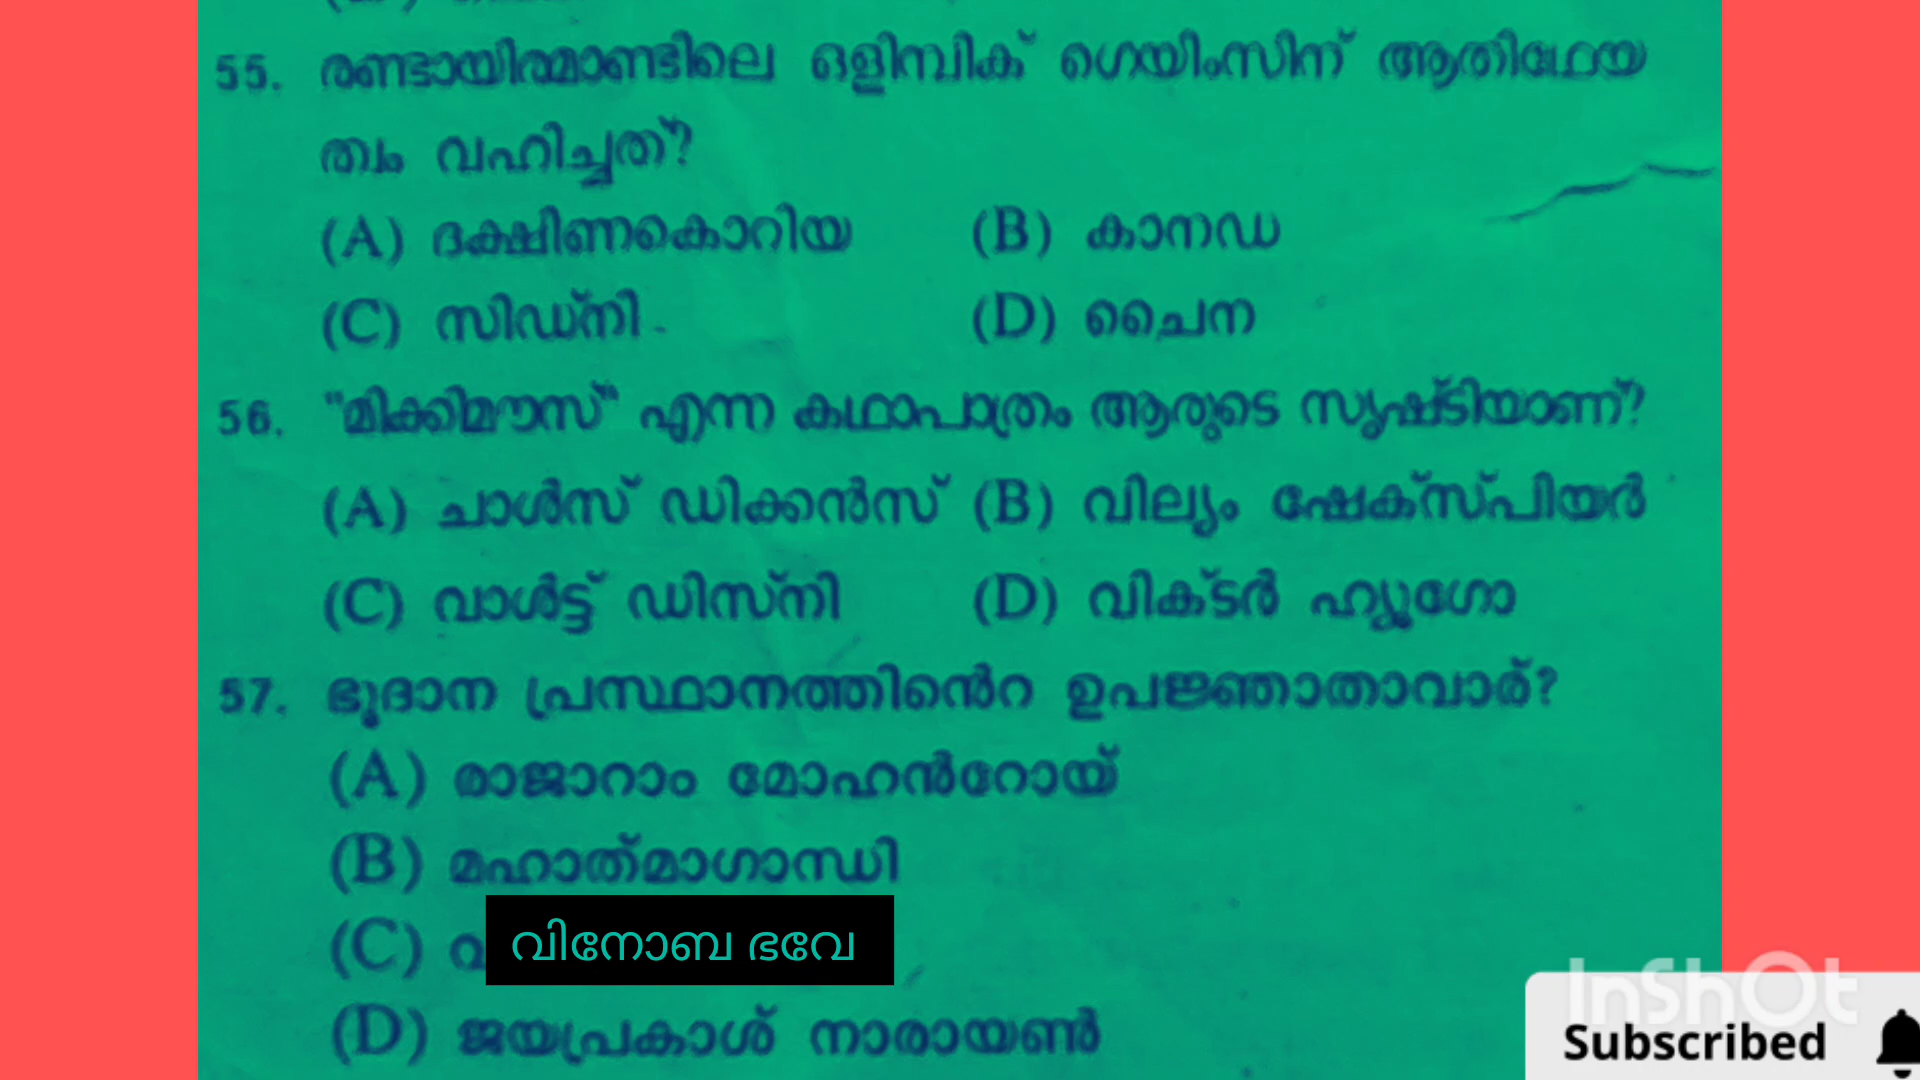 55. രണ്ടായിരമാണ്ടിലെ ഒളിമ്പിക് ഗെയിംസിന് ആതിഥേയ
ത്വം വഹിച്ചത്?
(A) ദക്ഷിണകൊറിയ (B) കാനഡ
(C) സിഡ്നി (D) ചൈന
56. "മിക്കിമൗസ്" എന്ന കഥാപാത്രം ആരുടെ സൃഷ്ടിയാണ്?
(A) ചാൾസ് ഡിക്കൻസ് (B) വില്യം ഷേക്സ്പിയർ
(C) വാൾട്ട് ഡിസ്നി (D) വിക്ടർ ഹ്യൂഗോ
57. ഭൂദാന പ്രസ്ഥാനത്തിൻെറ ഉപജ്ഞാതാവാര്?
(A) രാജാറാം മോഹൻറോയ്
(B) മഹാത്മാഗാന്ധി
(C) വിനോബ ഭവേ
(D) ജയപ്രകാശ് നാരായൺ
InShOt
Subscribed